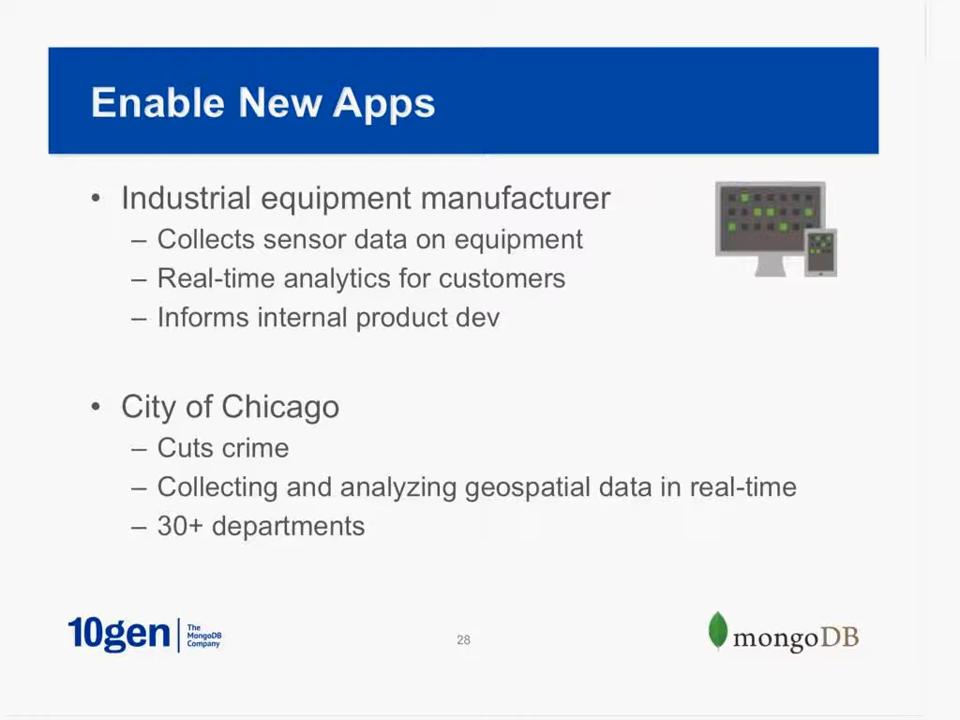 Enable New Apps
• Industrial equipment manufacturer
– Collects sensor data on equipment
– Real-time analytics for customers
– Informs internal product dev
• City of Chicago
– Cuts crime
– Collecting and analyzing geospatial data in real-time
– 30+ departments
10gen
The
MongoDB
Company
28
mongoDB